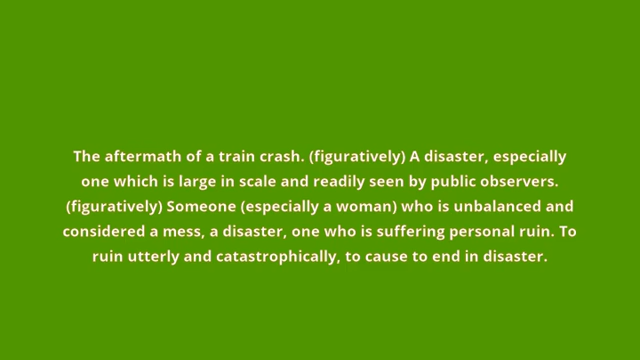 The aftermath of a train crash. (figuratively) A disaster, especially
one which is large in scale and readily seen by public observers.
(figuratively) Someone (especially a woman) who is unbalanced and
considered a mess, a disaster, one who is suffering personal ruin. To
ruin utterly and catastrophically, to cause to end in disaster.